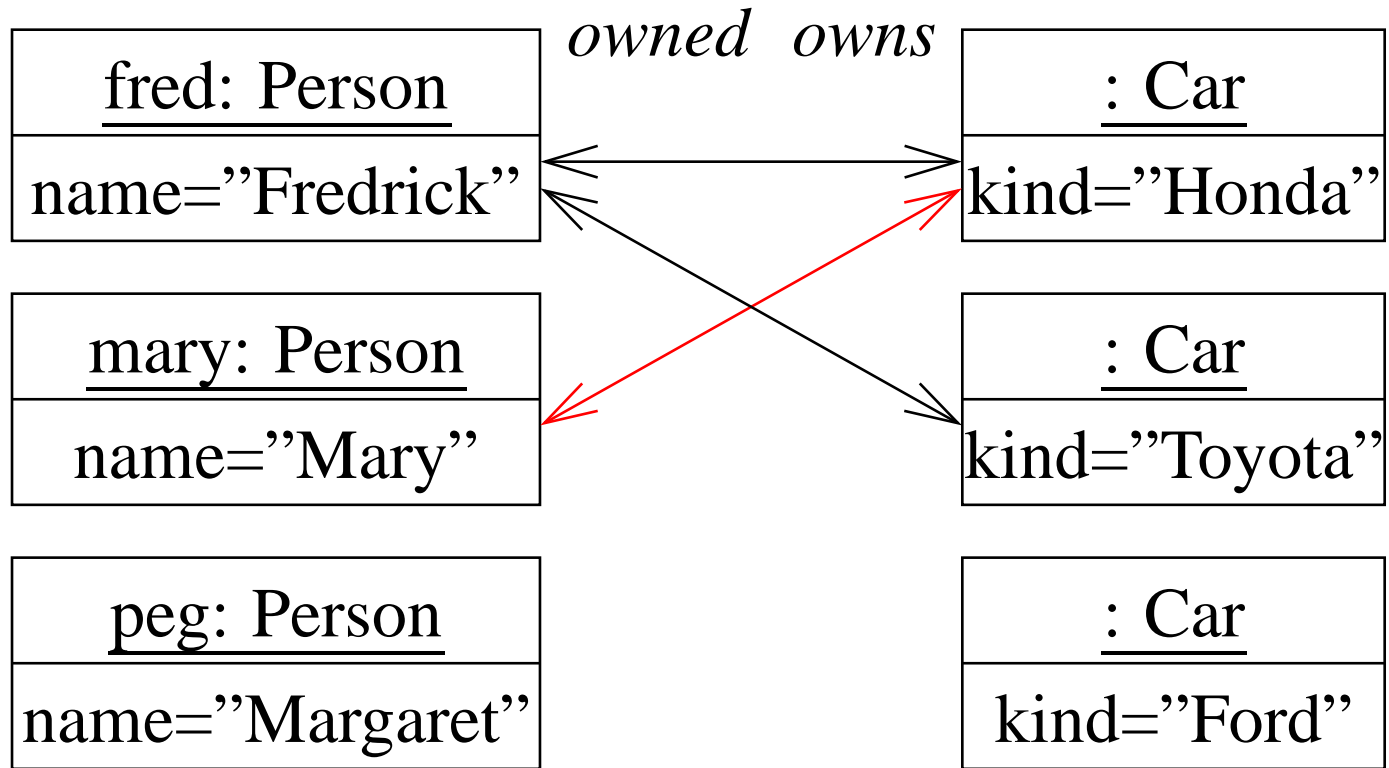 owned owns
fred: Person
: Car
name=”Fredrick”
kind=”Honda”
mary: Person
: Car
name=”Mary”
kind=”Toyota”
peg: Person
: Car
name=”Margaret”
kind=”Ford”